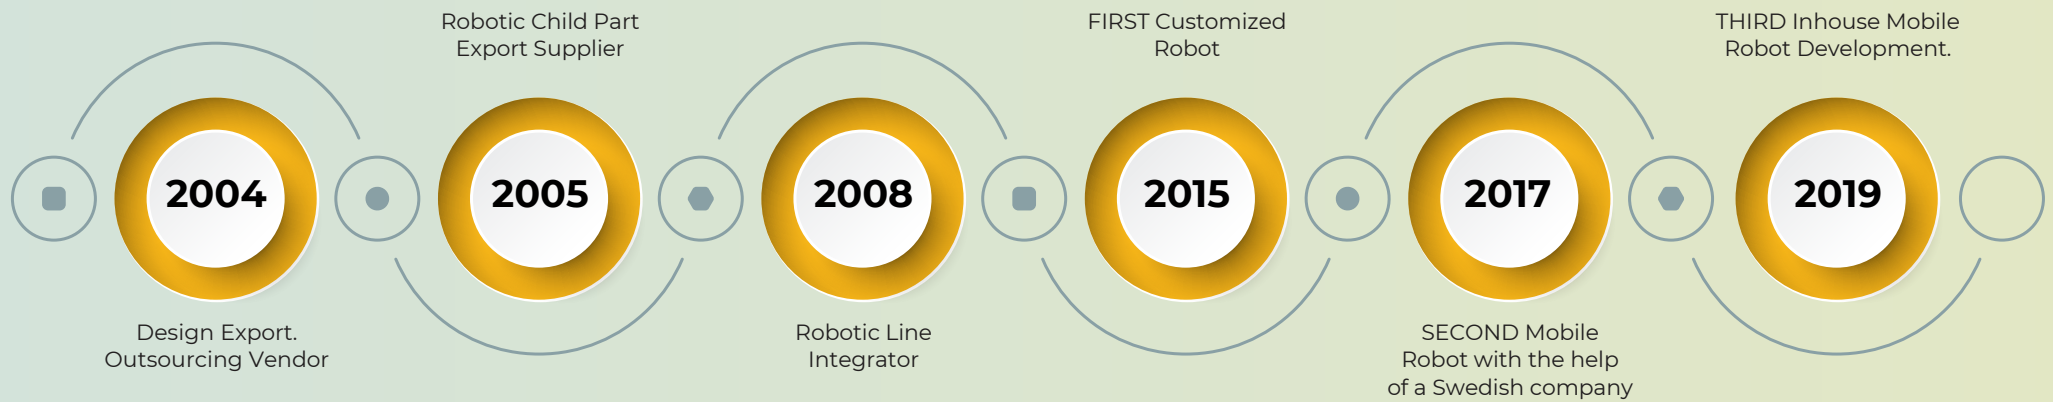 2004
Design Export.
Outsourcing Vendor
Robotic Child Part
Export Supplier
2005
2008
Robotic Line
Integrator
FIRST Customized
Robot
2015
2017
SECOND Mobile
Robot with the help
of a Swedish company
THIRD Inhouse Mobile
Robot Development.
2019